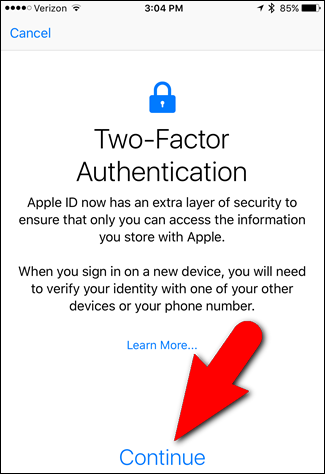 Verizon 3:04 PM 85%
Cancel
Two-Factor
Authentication
Apple ID now has an extra layer of security to
ensure that only you can access the information
you store with Apple.
When you sign in on a new device, you will need
to verify your identity with one of your other
devices or your phone number.
Learn More...
Continue